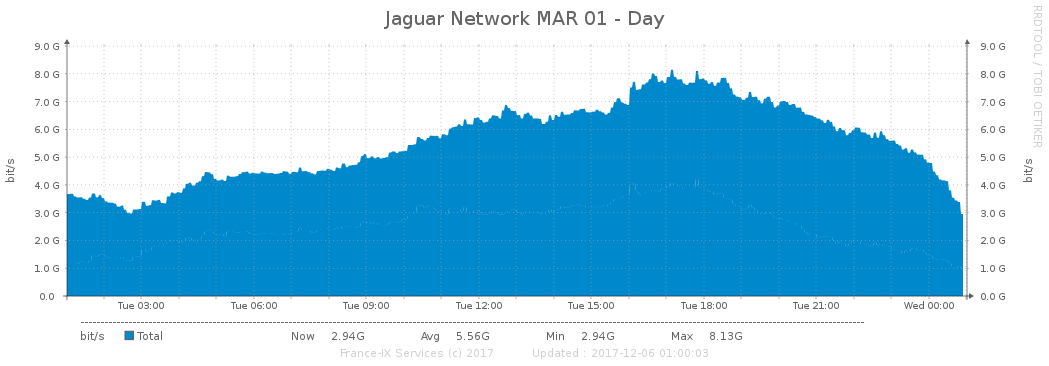 Jaguar Network MAR 01 - Day
RRDTOOL / TOBI OETIKER
9.0 G 9.0 G
8.0 G 8.0 G
7.0 G 7.0 G
6.0 G 6.0 G
5.0 G 5.0 G
4.0 G 4.0 G
3.0 G 3.0 G
2.0 G 2.0 G
1.0 G 1.0 G
0.0 0.0 G
bit/s bit/s
Tue 03:00 Tue 06:00 Tue 09:00 Tue 12:00 Tue 15:00 Tue 18:00 Tue 21:00 Wed 00:00
bit/s Total Now 2.94G Avg 5.56G Min 2.94G Max 8.13G
France-IX Services (c) 2017 Updated : 2017-12-06 01:00:03